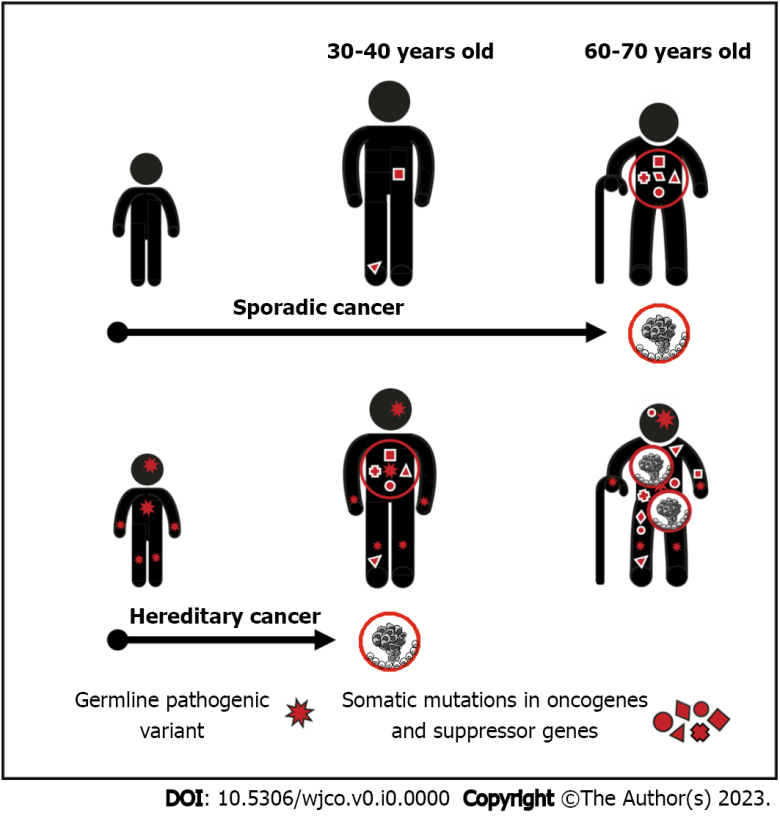 30-40 years old
60-70 years old
Sporadic cancer
Hereditary cancer
Germline pathogenic
variant
Somatic mutations in oncogenes
and suppressor genes
DOI: 10.5306/wjco.v0.i0.0000 Copyright ©The Author(s) 2023.